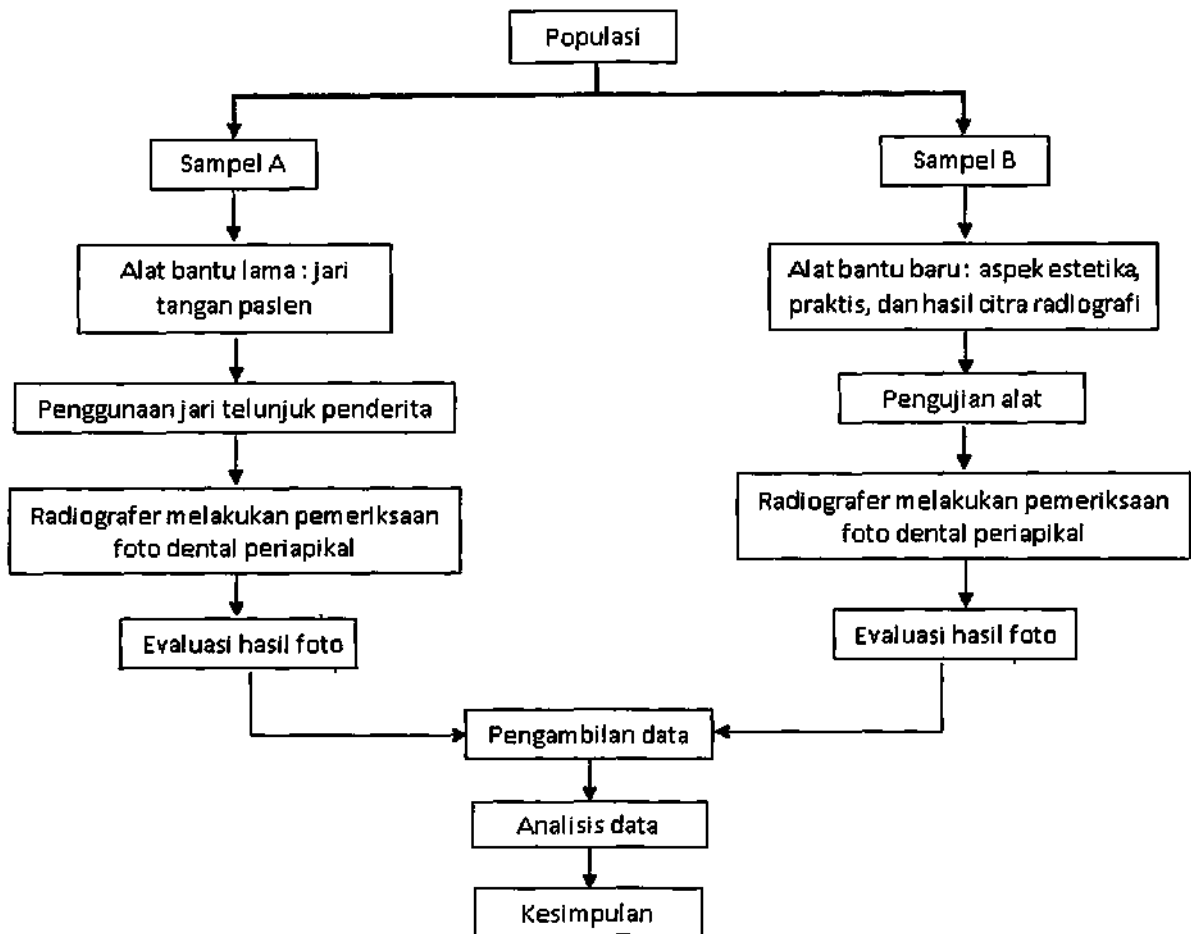 Populasi
Sampel A
Sampel B
Alat bantu lama : jari
tangan pasien
Alat bantu baru : aspek estetika,
praktis, dan hasil citra radiografi
Penggunaan jari telunjuk penderita
Pengujian alat
Radiografer melakukan pemeriksaan
foto dental periapikal
Radiografer melakukan pemeriksaan
foto dental periapikal
Evaluasi hasil foto
Evaluasi hasil foto
Pengambilan data
Analisis data
Kesimpulan